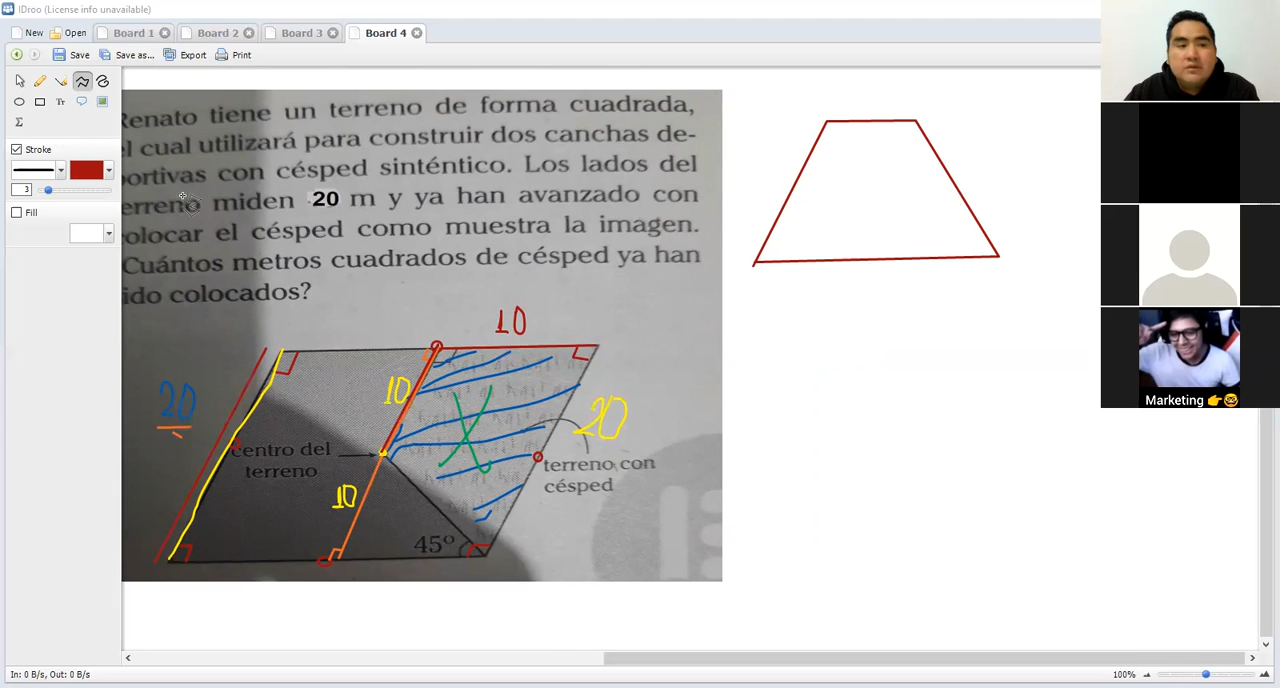 IDroo (License info unavailable)
New Open Board 1 Board 2 Board 3 Board 4
Save Save as... Export Print
Tr
Σ
Stroke
3
Fill
Renato tiene un terreno de forma cuadrada,
el cual utilizará para construir dos canchas de-
portivas con césped sinténtico. Los lados del
terreno miden 20 m y ya han avanzado con
colocar el césped como muestra la imagen.
Cuántos metros cuadrados de césped ya han
ido colocados?
10
20
10
20
centro del
terreno
terreno con
césped
10
45°
X
Marketing 👉🤓
In: 0 B/s, Out: 0 B/s
100%